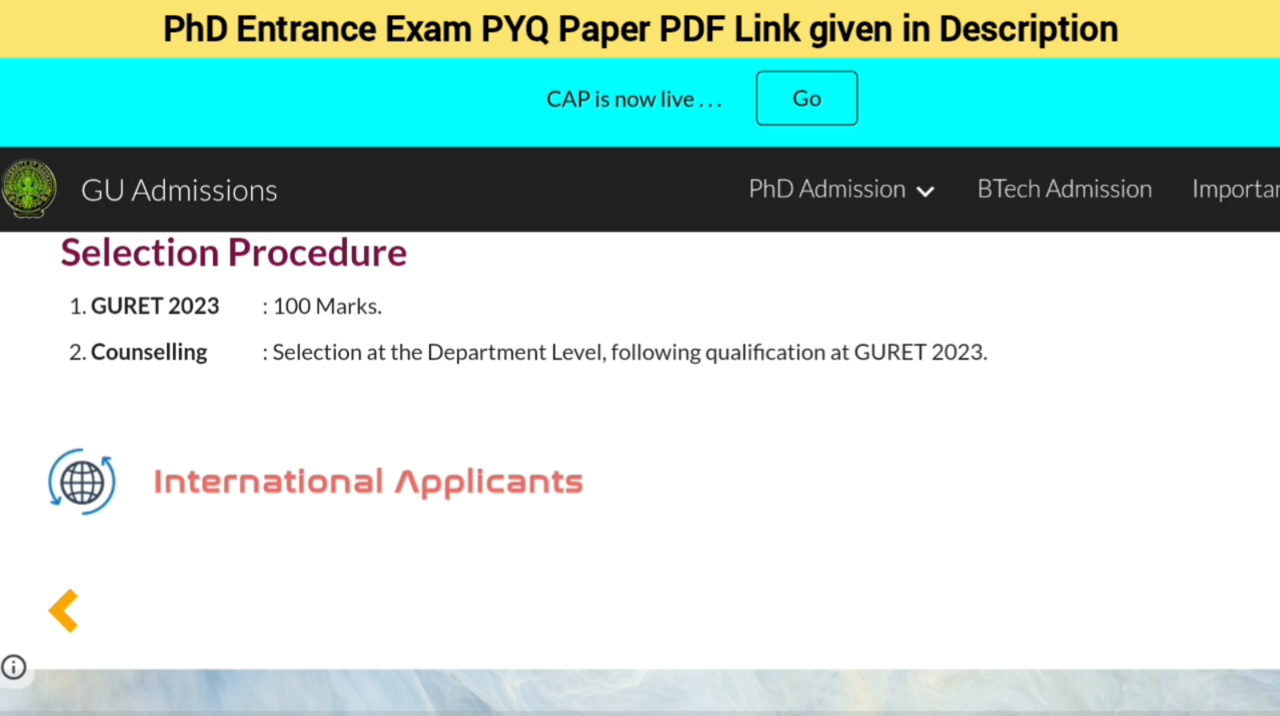 PhD Entrance Exam PYQ Paper PDF Link given in Description
CAP is now live . . . Go
GU Admissions PhD Admission BTech Admission
Selection Procedure
1. GURET 2023 : 100 Marks.
2. Counselling : Selection at the Department Level, following qualification at GURET 2023.
International Applicants